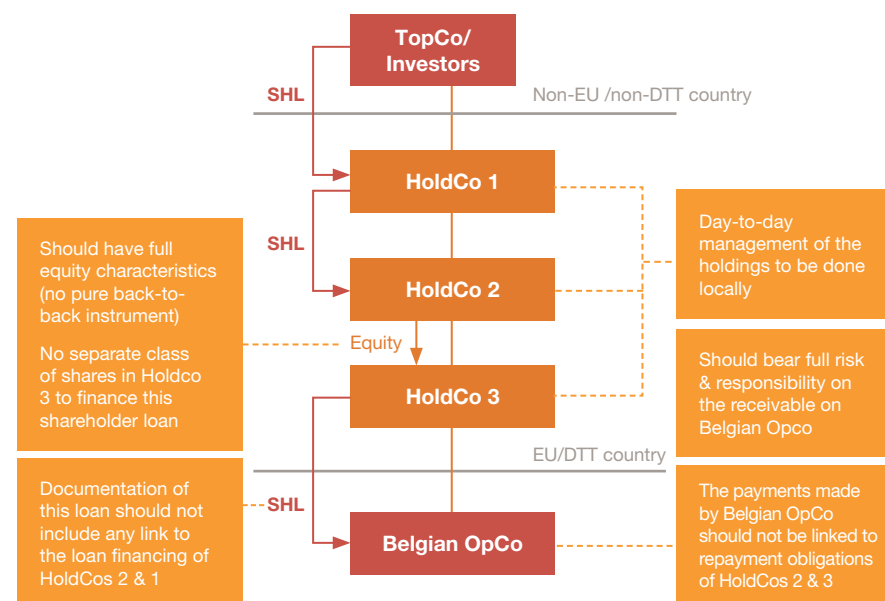 TopCo/
Investors
SHL
Non-EU /non-DTT country
HoldCo 1
Should have full
equity characteristics
(no pure back-to-
back instrument)
No separate class
of shares in Holdco
3 to finance this
shareholder loan
SHL
HoldCo 2
Equity
HoldCo 3
Day-to-day
management of the
holdings to be done
locally
Should bear full risk
& responsibility on
the receivable on
Belgian Opco
EU/DTT country
Documentation of
this loan should not
include any link to
the loan financing of
HoldCos 2 & 1
SHL
Belgian OpCo
The payments made
by Belgian OpCo
should not be linked to
repayment obligations
of HoldCos 2 & 3